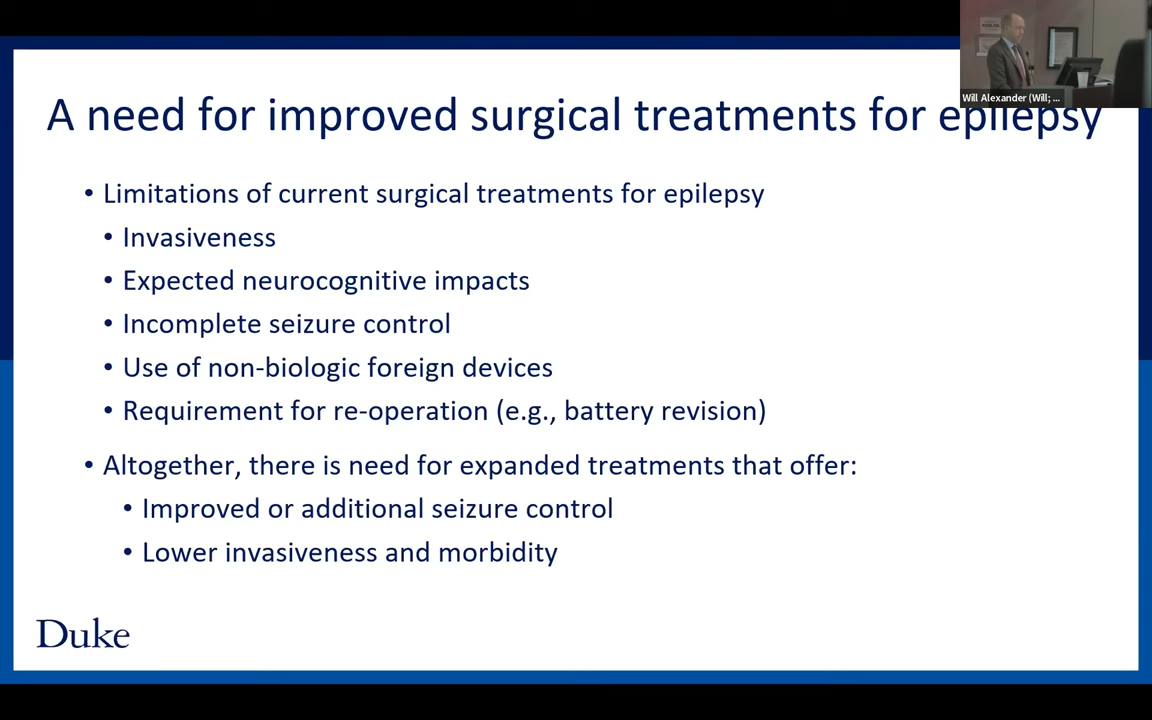 A need for improved surgical treatments for epilepsy
Will Alexander (Will; ...
• Limitations of current surgical treatments for epilepsy
• Invasiveness
• Expected neurocognitive impacts
• Incomplete seizure control
• Use of non-biologic foreign devices
• Requirement for re-operation (e.g., battery revision)
• Altogether, there is need for expanded treatments that offer:
• Improved or additional seizure control
• Lower invasiveness and morbidity
Duke